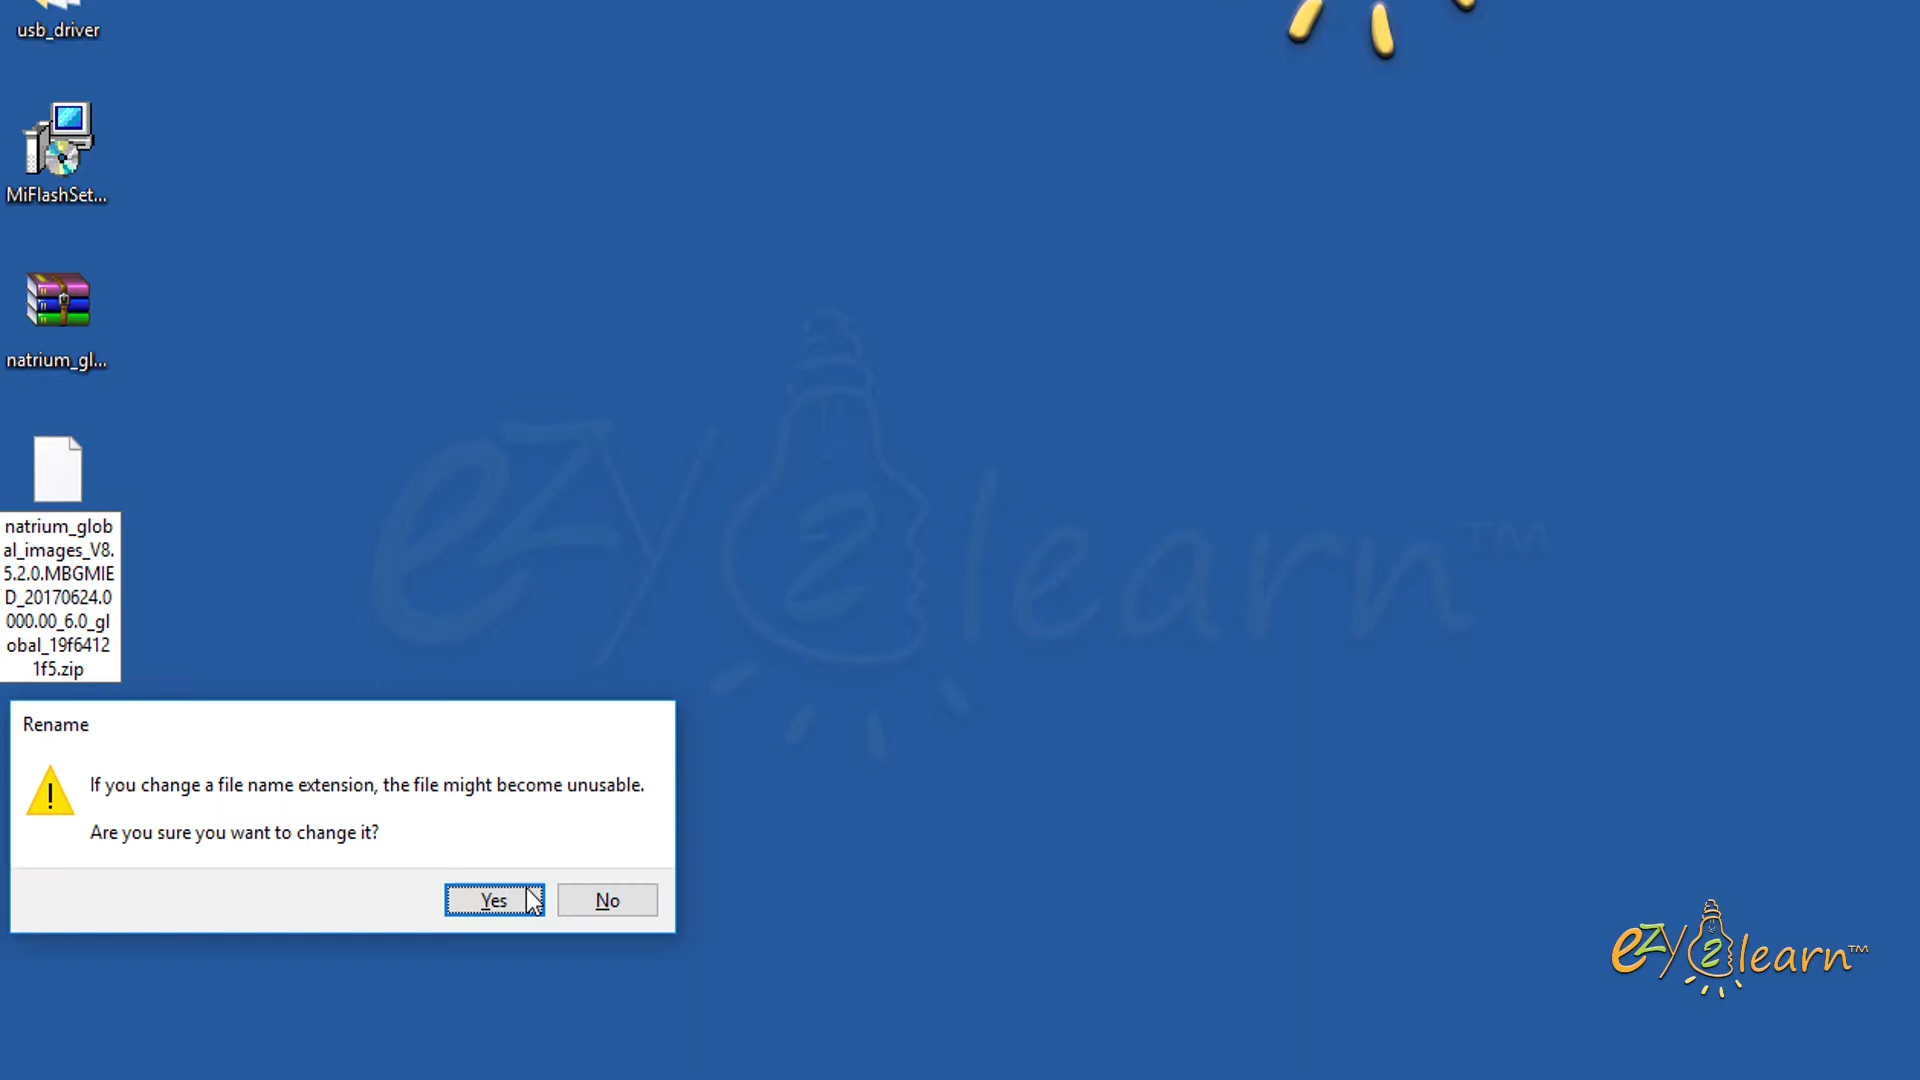 usb_driver
MiFlashSet...
natrium_gl...
natrium_glob
al_images_V8.
5.2.0.MBGMIE
D_20170624.0
000.00_6.0_gl
obal_19f6412
1f5.zip
ezy2learn™
Rename
If you change a file name extension, the file might become unusable.
Are you sure you want to change it?
Yes
No
ezy2learn™